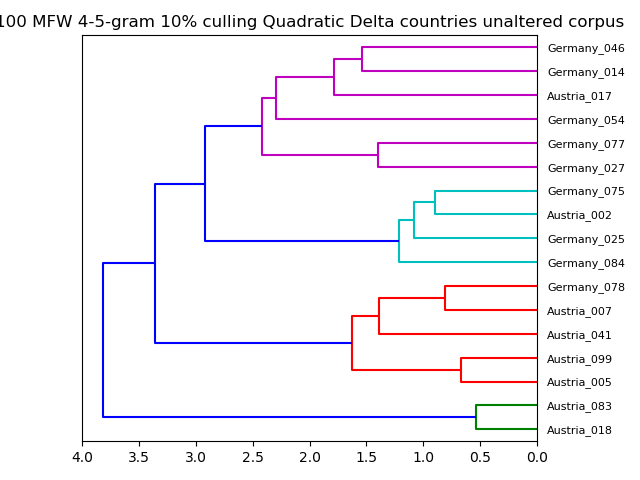 100 MFW 4-5-gram 10% culling Quadratic Delta countries unaltered corpus
Germany_046
Germany_014
Austria_017
Germany_054
Germany_077
Germany_027
Germany_075
Austria_002
Germany_025
Germany_084
Germany_078
Austria_007
Austria_041
Austria_099
Austria_005
Austria_083
Austria_018
4.0 3.5 3.0 2.5 2.0 1.5 1.0 0.5 0.0